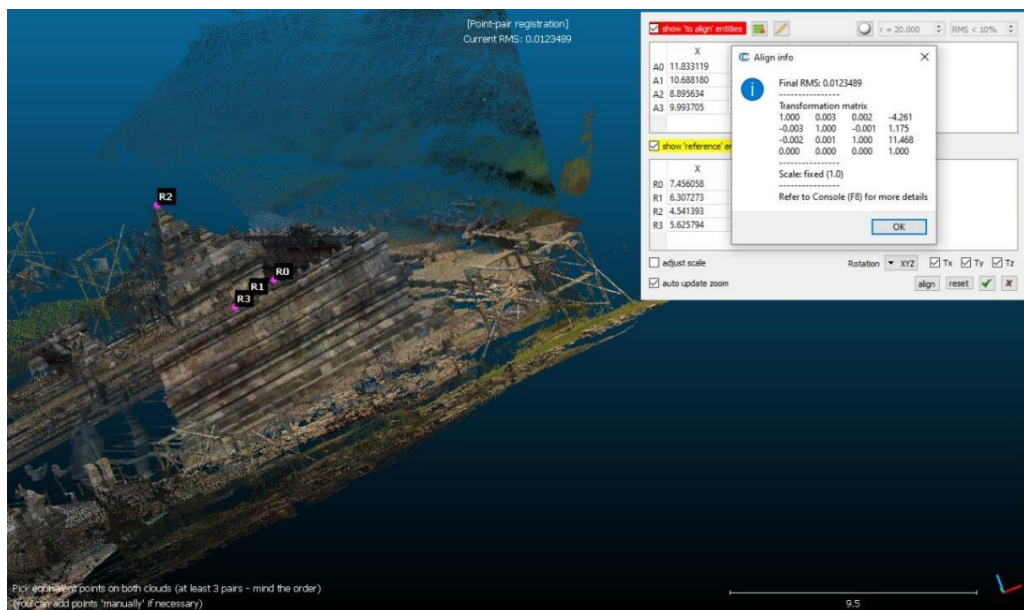 [Point-pair registration]
Current RMS: 0.0123489
show 'to align' entities
r = 20.000
RMS < 10%
X
A0 11.833119
A1 10.688180
A2 8.895634
A3 9.993705
show 'reference' en
X
R0 7.456058
R1 6.307273
R2 4.541393
R3 5.625794
Align info
Final RMS: 0.0123489
----------------
Transformation matrix
1.000 0.003 0.002 -4.261
-0.003 1.000 -0.001 1.175
-0.002 0.001 1.000 11.468
0.000 0.000 0.000 1.000
----------------
Scale: fixed (1.0)
----------------
Refer to Console (F8) for more details
OK
adjust scale
Rotation XYZ Tx Ty Tz
auto update zoom
align reset
R2
R0
R1
R3
Pick equivalent points on both clouds (at least 3 pairs - mind the order)
(you can add points 'manually' if necessary)
9.5